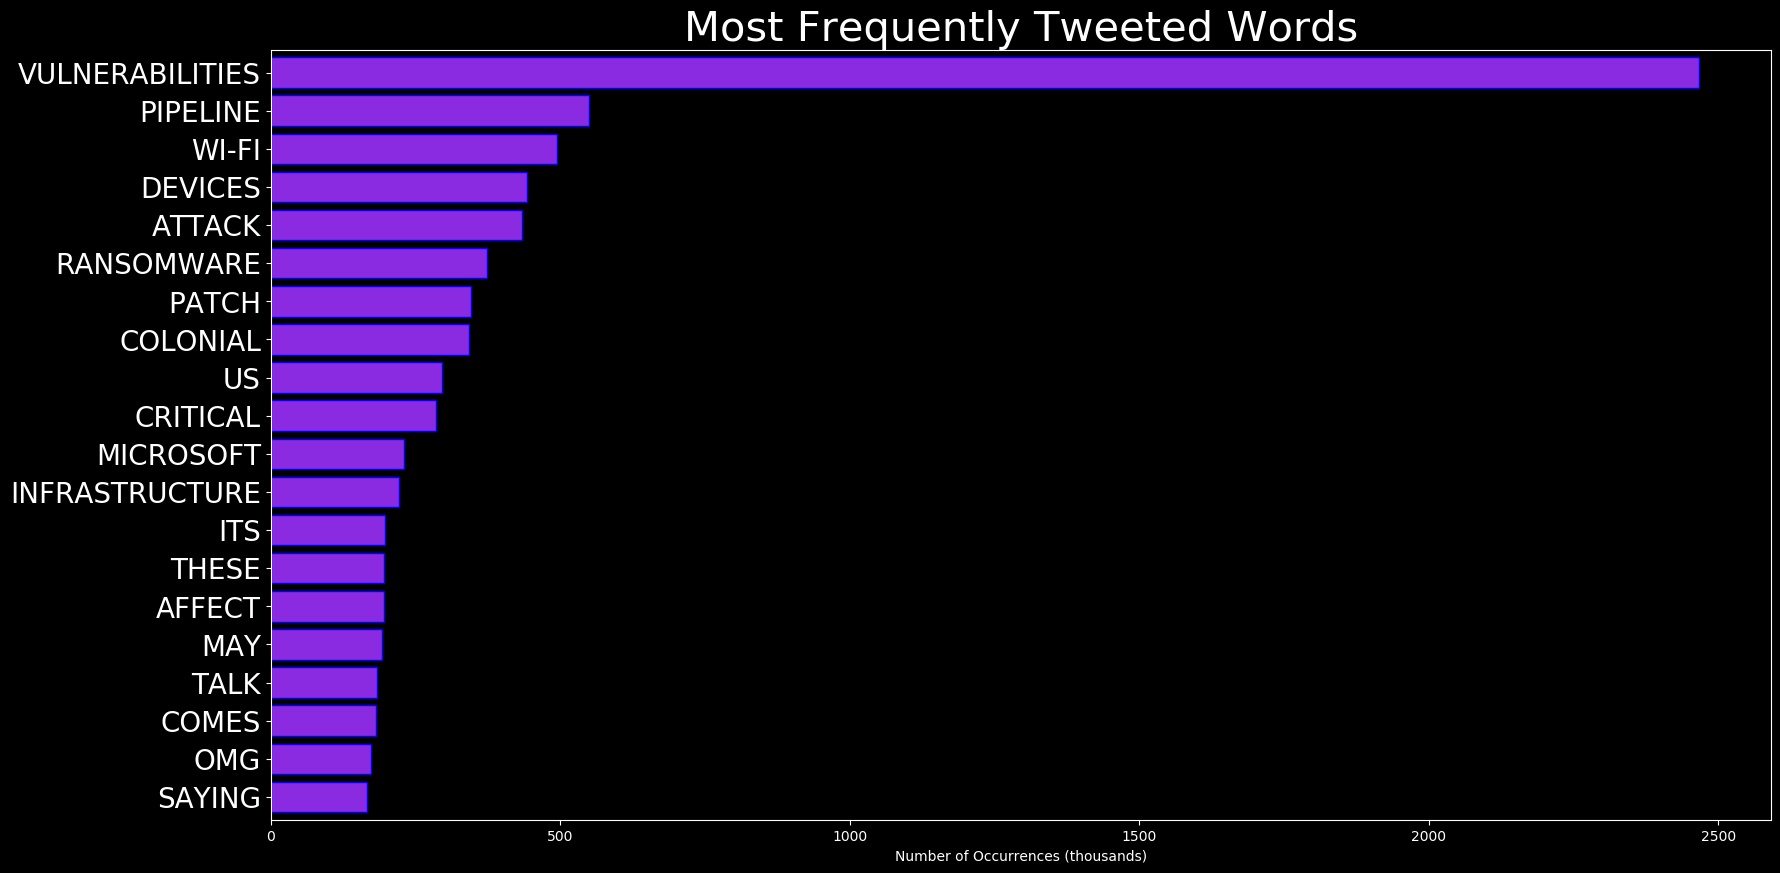 Most Frequently Tweeted Words
VULNERABILITIES
PIPELINE
WI-FI
DEVICES
ATTACK
RANSOMWARE
PATCH
COLONIAL
US
CRITICAL
MICROSOFT
INFRASTRUCTURE
ITS
THESE
AFFECT
MAY
TALK
COMES
OMG
SAYING
0 500 1000 1500 2000 2500
Number of Occurrences (thousands)